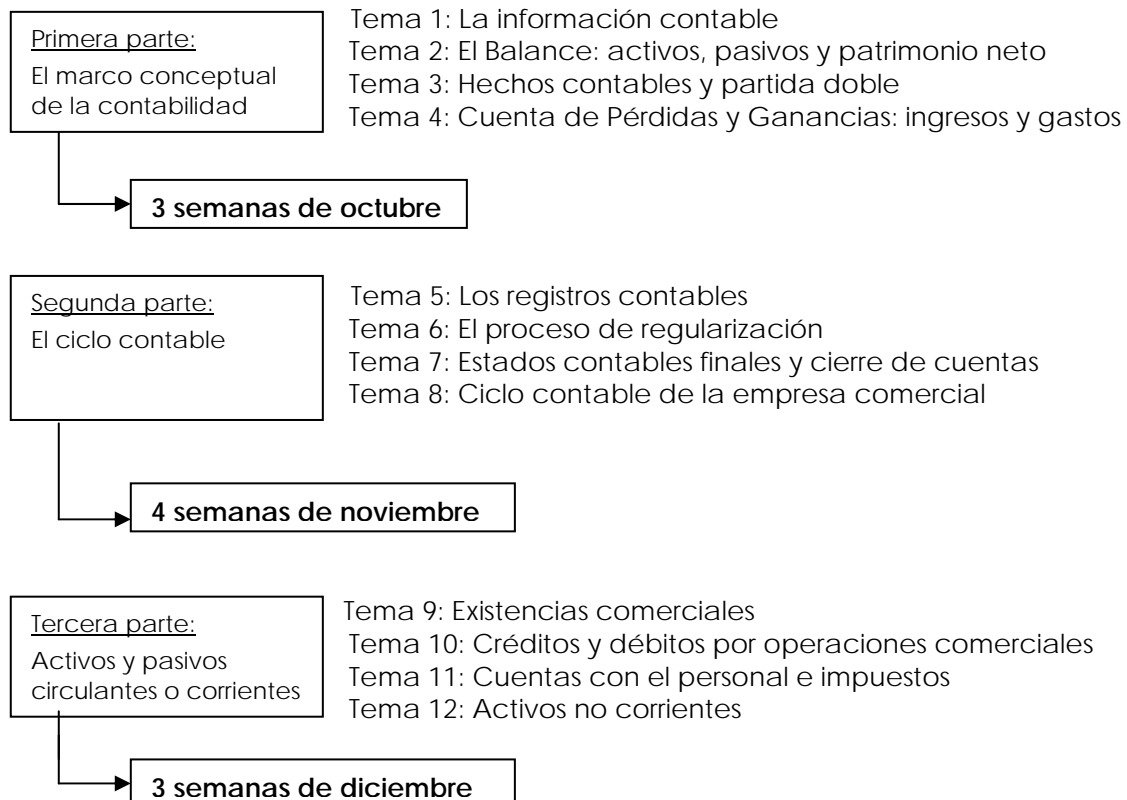 Primera parte:
El marco conceptual
de la contabilidad
Tema 1: La información contable
Tema 2: El Balance: activos, pasivos y patrimonio neto
Tema 3: Hechos contables y partida doble
Tema 4: Cuenta de Pérdidas y Ganancias: ingresos y gastos
3 semanas de octubre
Segunda parte:
El ciclo contable
Tema 5: Los registros contables
Tema 6: El proceso de regularización
Tema 7: Estados contables finales y cierre de cuentas
Tema 8: Ciclo contable de la empresa comercial
4 semanas de noviembre
Tercera parte:
Activos y pasivos
circulantes o corrientes
Tema 9: Existencias comerciales
Tema 10: Créditos y débitos por operaciones comerciales
Tema 11: Cuentas con el personal e impuestos
Tema 12: Activos no corrientes
3 semanas de diciembre